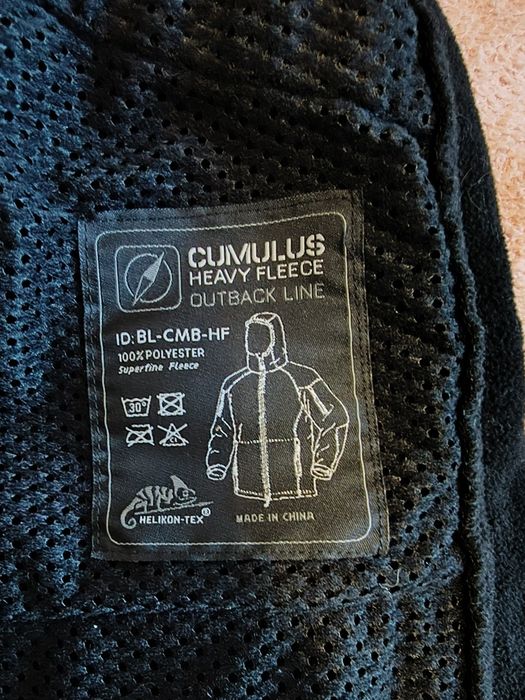 CUMULUS
HEAVY FLEECE
OUTBACK LINE
ID: BL-CMB-HF
100% POLYESTER
Superfine Fleece
30°
HELIKON-TEX®
MADE IN CHINA